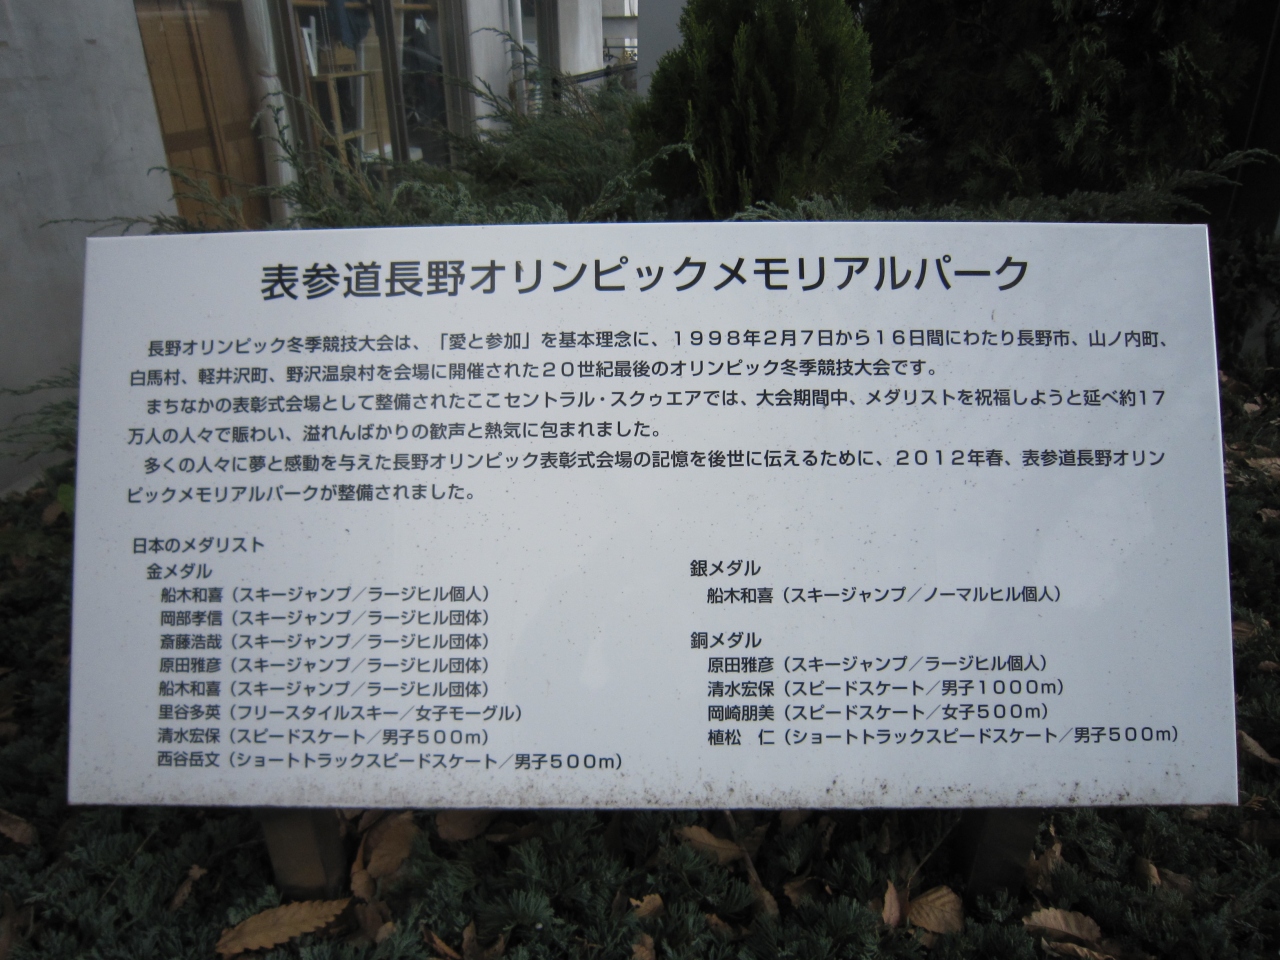 表参道長野オリンピックメモリアルパーク
長野オリンピック冬季競技大会は、「愛と参加」を基本理念に、1998年2月7日から16日間にわたり長野市、山ノ内町、
白馬村、軽井沢町、野沢温泉村を会場に開催された20世紀最後のオリンピック冬季競技大会です。
まちなかの表彰式会場として整備されたここセントラル・スクゥエアでは、大会期間中、メダリストを祝福しようと延べ約17
万人の人々で賑わい、溢れんばかりの歓声と熱気に包まれました。
多くの人々に夢と感動を与えた長野オリンピック表彰式会場の記憶を後世に伝えるために、2012年春、表参道長野オリン
ピックメモリアルパークが整備されました。
日本のメダリスト
金メダル
船木和喜(スキージャンプ/ラージヒル個人)
岡部孝信(スキージャンプ/ラージヒル団体)
斎藤浩哉(スキージャンプ/ラージヒル団体)
原田雅彦(スキージャンプ/ラージヒル団体)
船木和喜(スキージャンプ/ラージヒル団体)
里谷多英(フリースタイルスキー/女子モーグル)
清水宏保(スピードスケート/男子500m)
西谷岳文(ショートトラックスピードスケート/男子500m)
銀メダル
船木和喜(スキージャンプ/ノーマルヒル個人)
銅メダル
原田雅彦(スキージャンプ/ラージヒル個人)
清水宏保(スピードスケート/男子1000m)
岡崎朋美(スピードスケート/女子500m)
植松 仁(ショートトラックスピードスケート/男子500m)